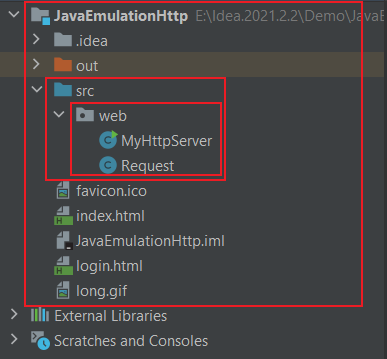 JavaEmulationHttp E:\Idea.2021.2.2\Demo\JavaE
.idea
out
src
web
MyHttpServer
Request
favicon.ico
index.html
JavaEmulationHttp.iml
login.html
long.gif
External Libraries
Scratches and Consoles